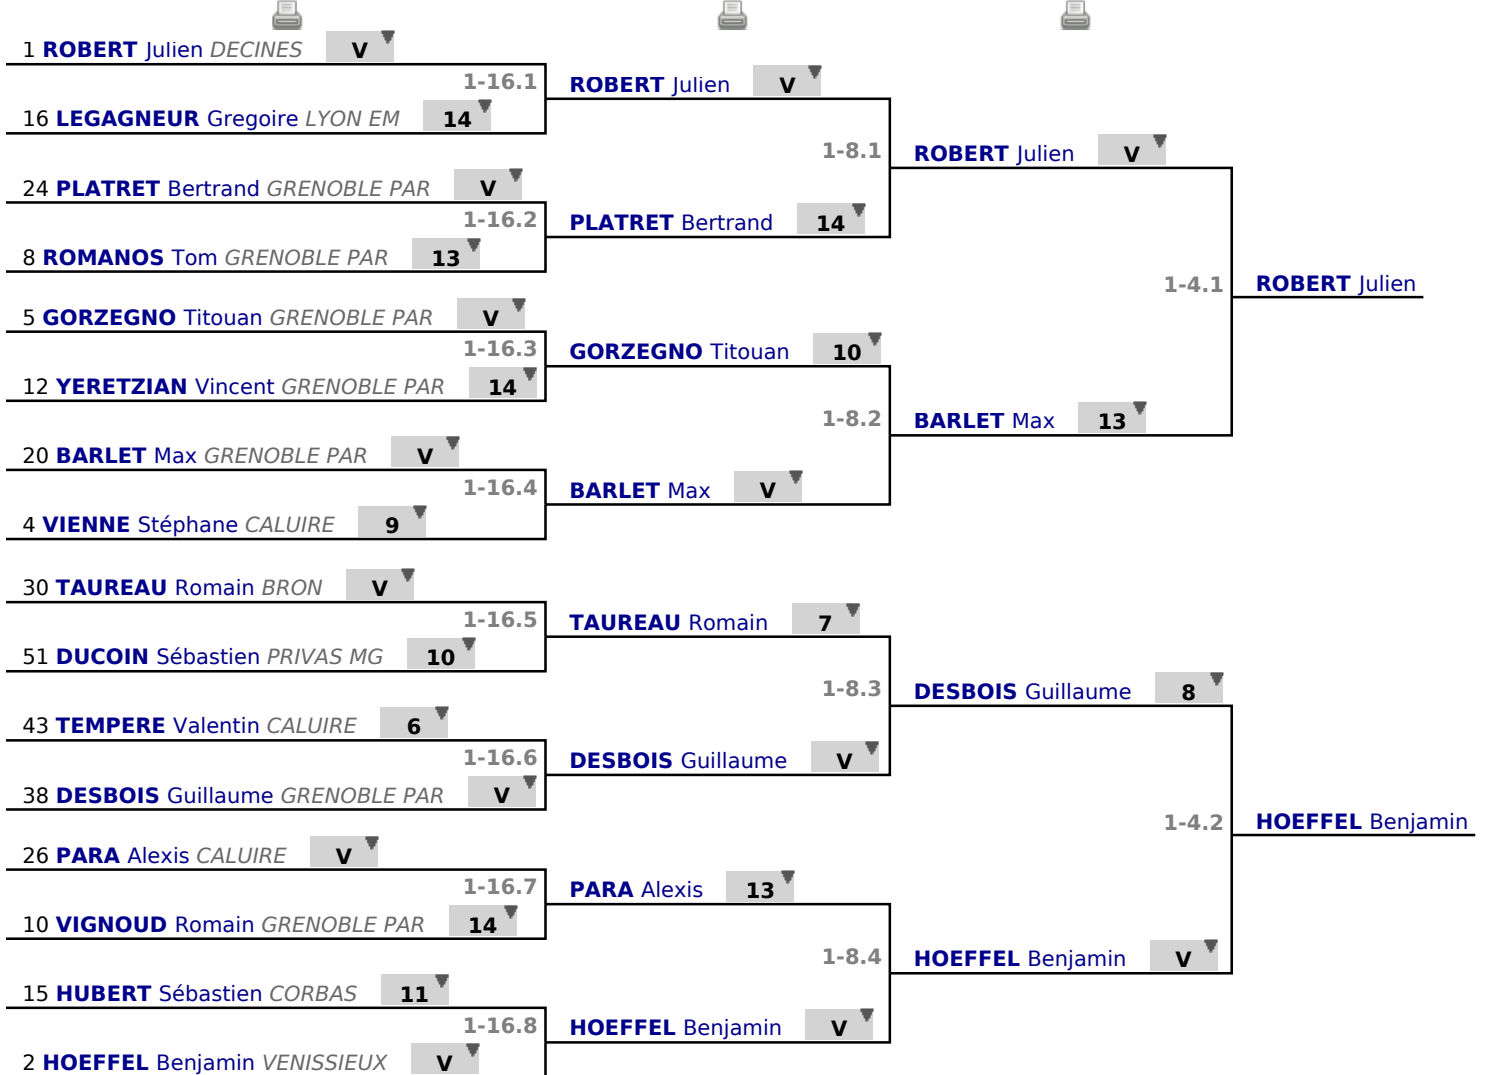 1 ROBERT Julien DECINES V
1-16.1
16 LEGAGNEUR Gregoire LYON EM 14
24 PLATRET Bertrand GRENOBLE PAR V
1-16.2
8 ROMANOS Tom GRENOBLE PAR 13
5 GORZEGNO Titouan GRENOBLE PAR V
1-16.3
12 YERETZIAN Vincent GRENOBLE PAR 14
20 BARLET Max GRENOBLE PAR V
1-16.4
4 VIENNE Stéphane CALUIRE 9
30 TAUREAU Romain BRON V
1-16.5
51 DUCOIN Sébastien PRIVAS MG 10
43 TEMPERE Valentin CALUIRE 6
1-16.6
38 DESBOIS Guillaume GRENOBLE PAR V
26 PARA Alexis CALUIRE V
1-16.7
10 VIGNOUD Romain GRENOBLE PAR 14
15 HUBERT Sébastien CORBAS 11
1-16.8
2 HOEFFEL Benjamin VENISSIEUX V
ROBERT Julien V
1-8.1
PLATRET Bertrand 14
GORZEGNO Titouan 10
1-8.2
BARLET Max V
TAUREAU Romain 7
1-8.3
DESBOIS Guillaume V
PARA Alexis 13
1-8.4
HOEFFEL Benjamin V
ROBERT Julien V
1-4.1
BARLET Max 13
DESBOIS Guillaume 8
1-4.2
HOEFFEL Benjamin V
ROBERT Julien
HOEFFEL Benjamin